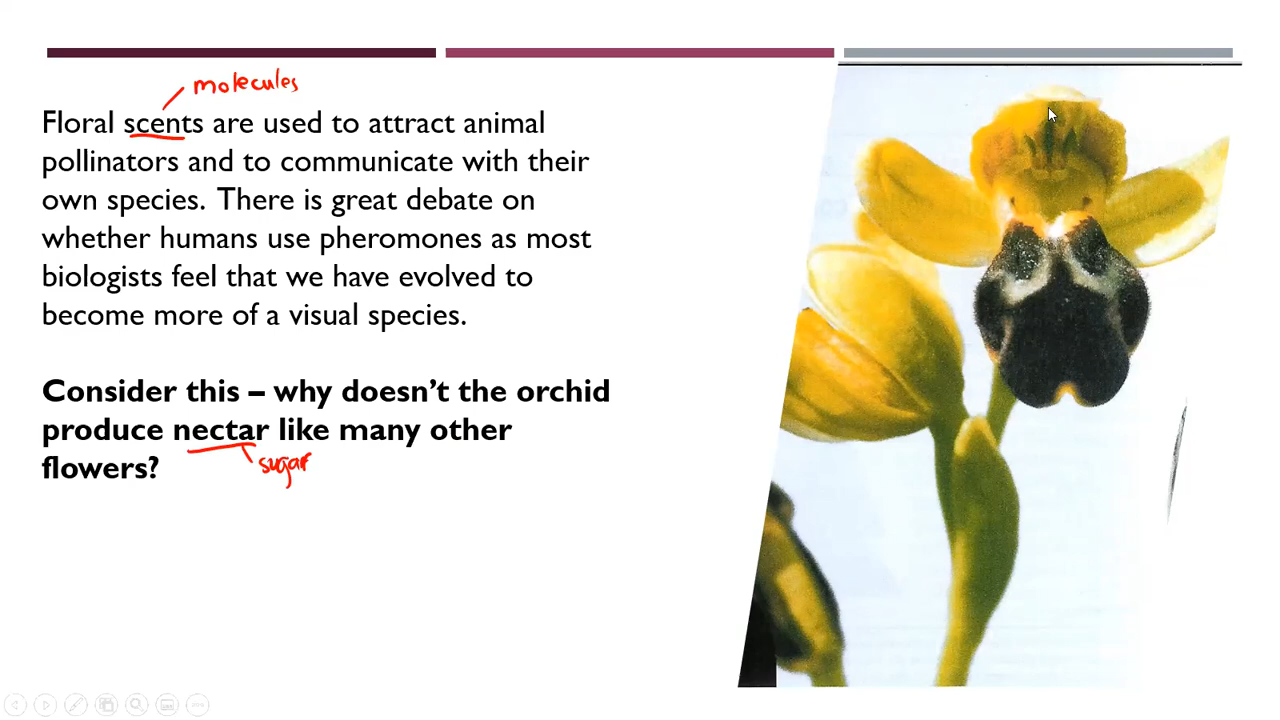 molecules
Floral scents are used to attract animal
pollinators and to communicate with their
own species. There is great debate on
whether humans use pheromones as most
biologists feel that we have evolved to
become more of a visual species.
Consider this – why doesn't the orchid
produce nectar like many other
flowers?
sugar